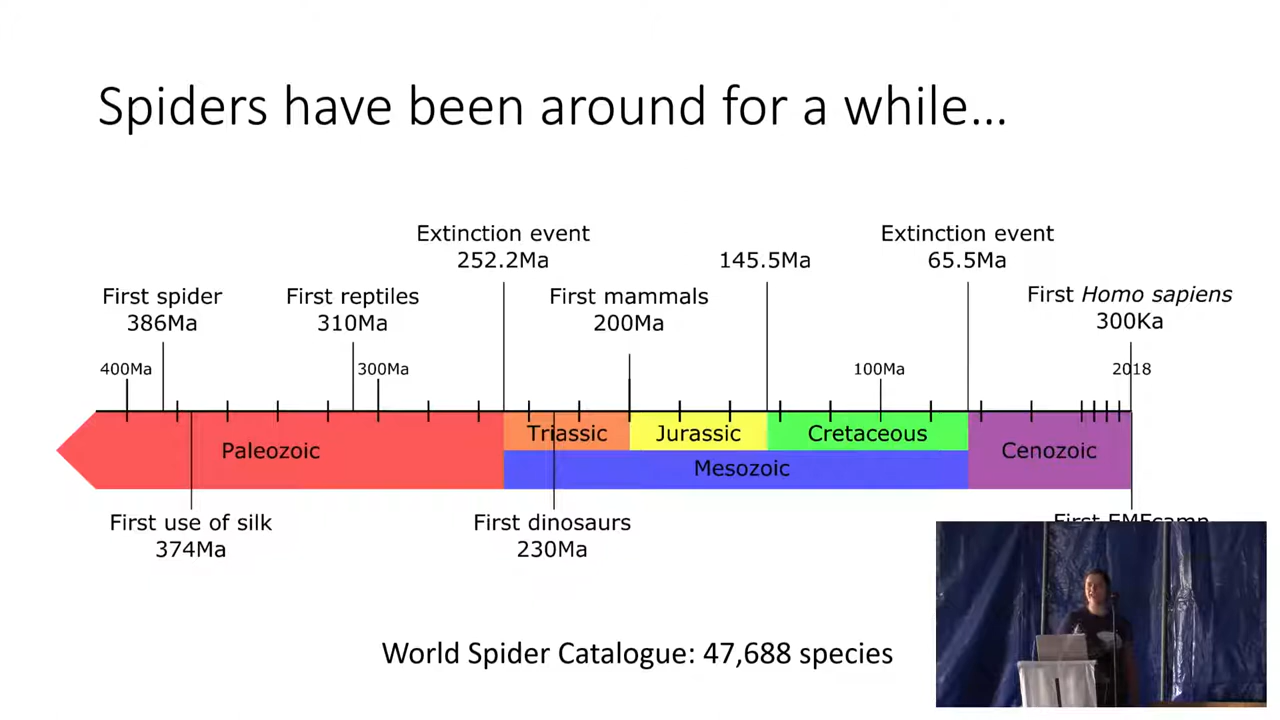 Spiders have been around for a while...
Extinction event
252.2Ma
145.5Ma
Extinction event
65.5Ma
First spider
386Ma
First reptiles
310Ma
First mammals
200Ma
First Homo sapiens
300Ka
400Ma
300Ma
100Ma
2018
Paleozoic
Triassic
Jurassic
Cretaceous
Mesozoic
Cenozoic
First use of silk
374Ma
First dinosaurs
230Ma
First EMFcamp
World Spider Catalogue: 47,688 species